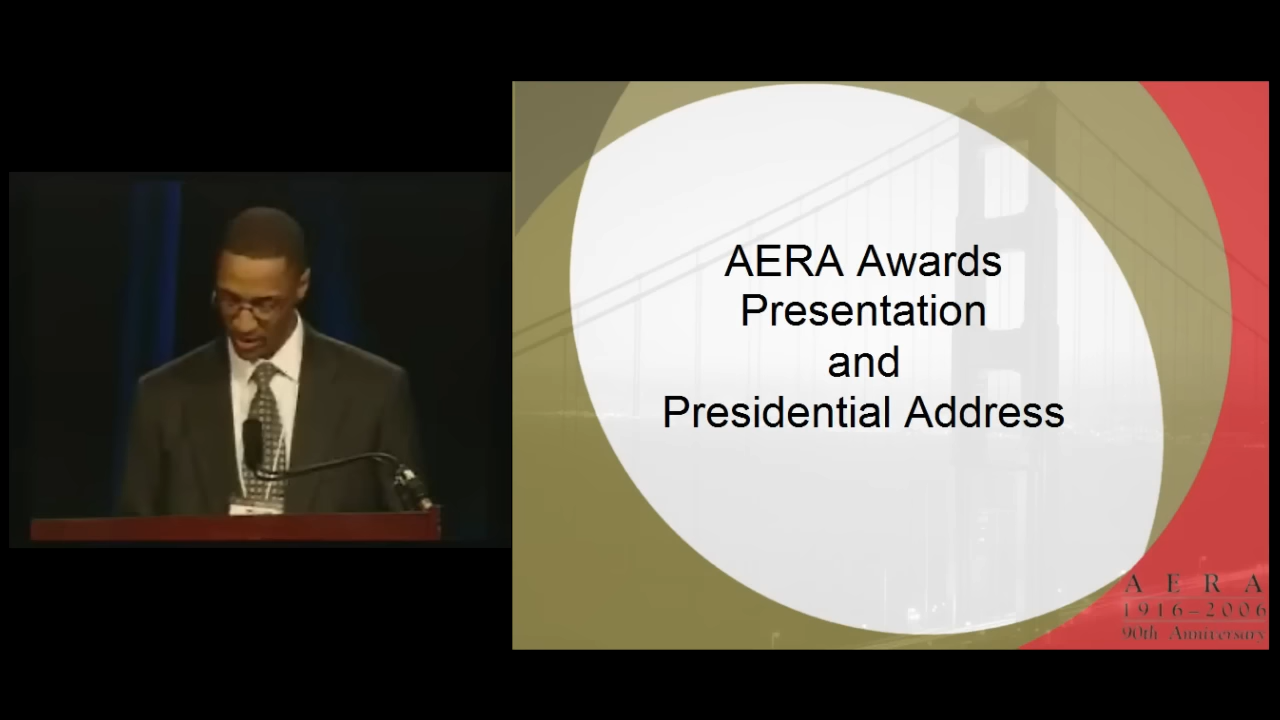 AERA Awards
Presentation
and
Presidential Address
A E R A
1916–2006
90th Anniversary